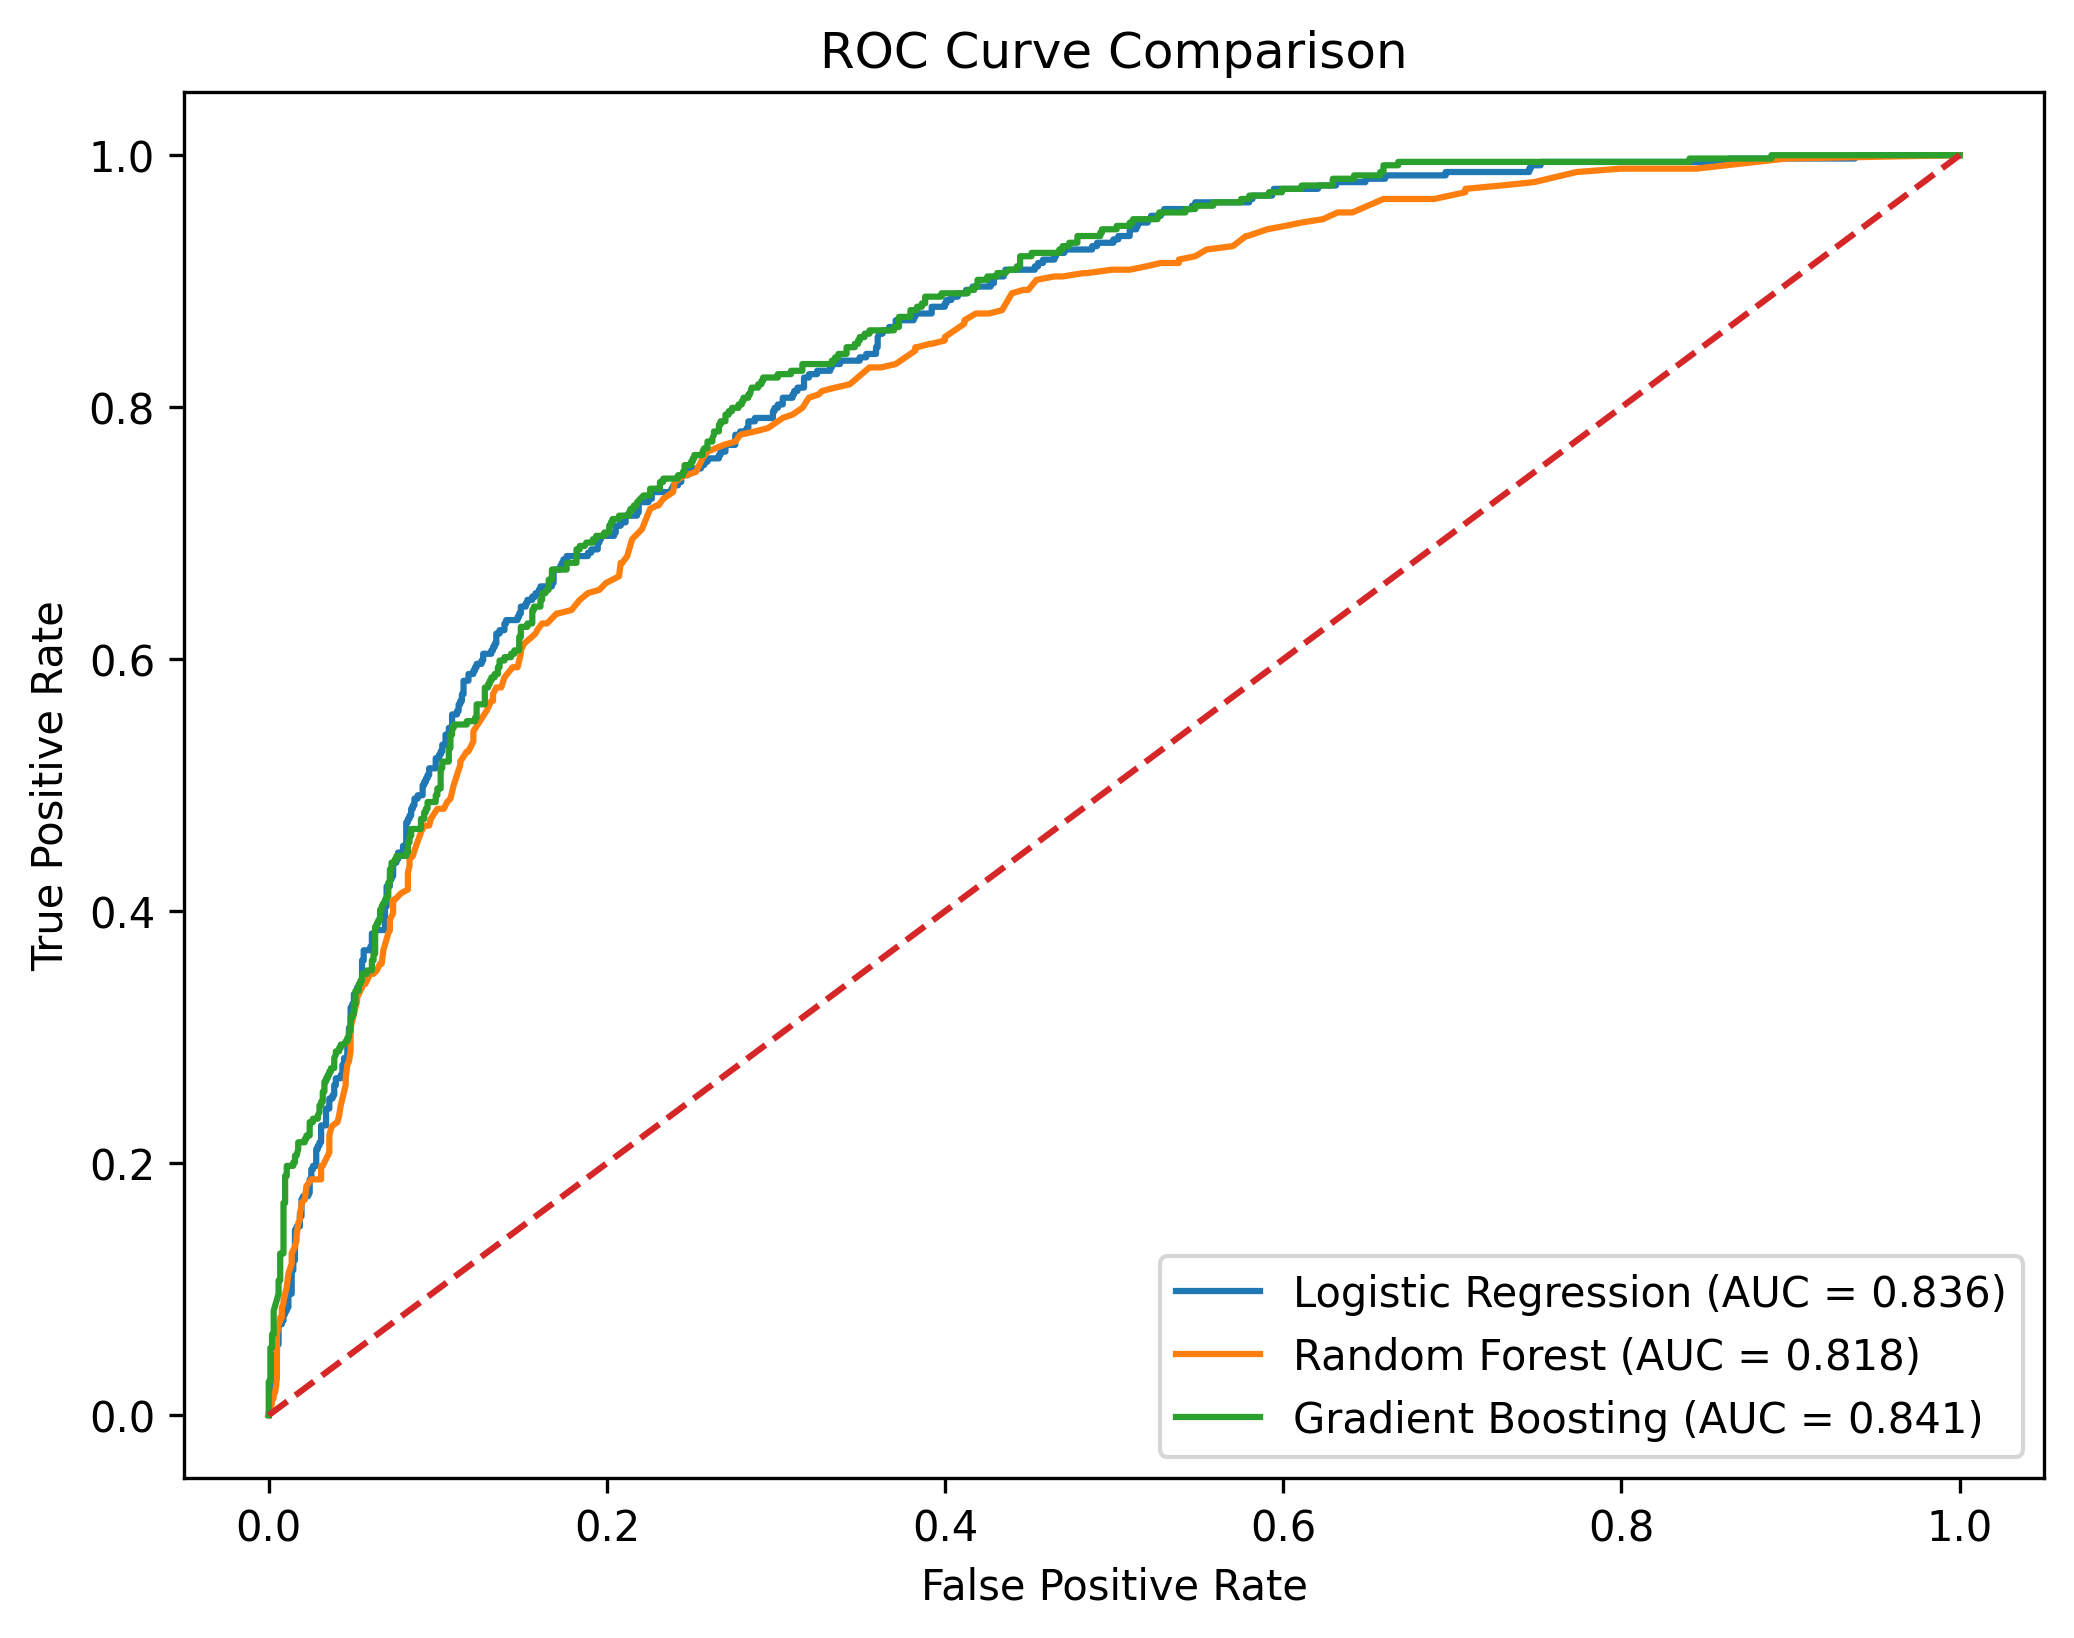 ROC Curve Comparison
True Positive Rate
1.0
0.8
0.6
0.4
0.2
0.0
Logistic Regression (AUC = 0.836)
Random Forest (AUC = 0.818)
Gradient Boosting (AUC = 0.841)
0.0 0.2 0.4 0.6 0.8 1.0
False Positive Rate